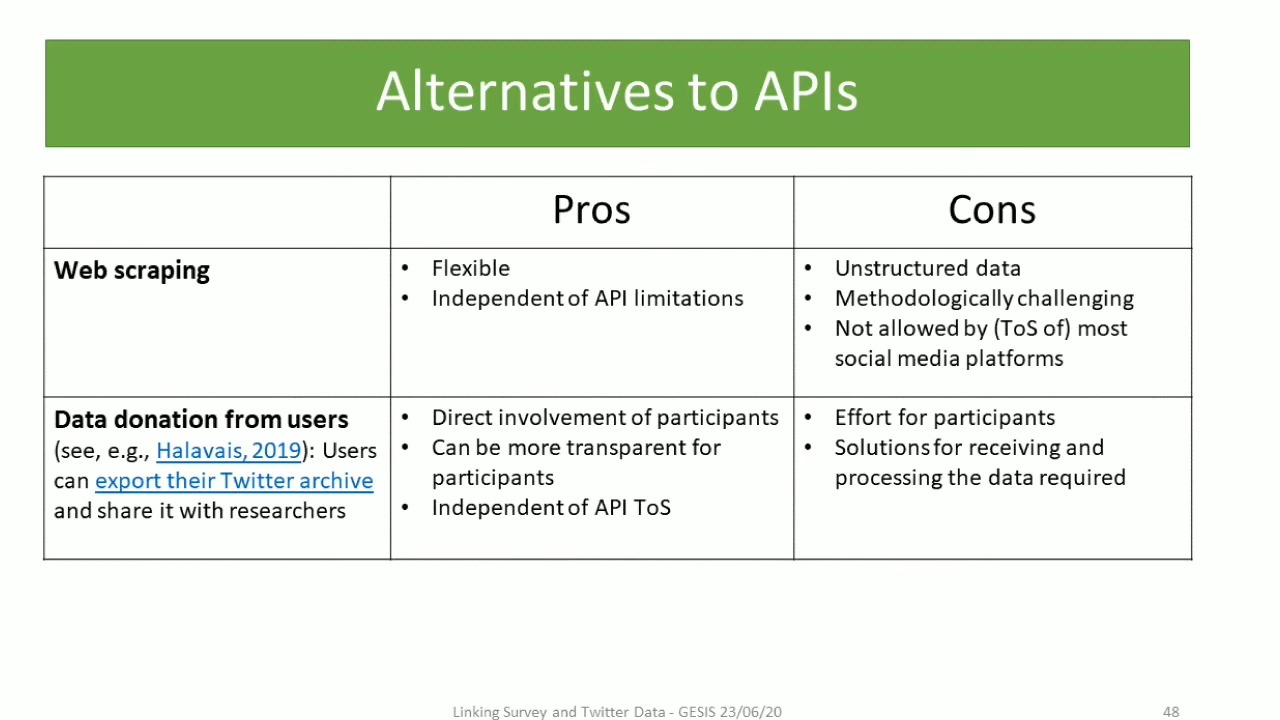 Alternatives to APIs
Pros
Cons
Web scraping
• Flexible
• Independent of API limitations
• Unstructured data
• Methodologically challenging
• Not allowed by (ToS of) most
social media platforms
Data donation from users
(see, e.g., Halavais, 2019): Users
can export their Twitter archive
and share it with researchers
• Direct involvement of participants
• Can be more transparent for
participants
• Independent of API ToS
• Effort for participants
• Solutions for receiving and
processing the data required
Linking Survey and Twitter Data - GESIS 23/06/20
48